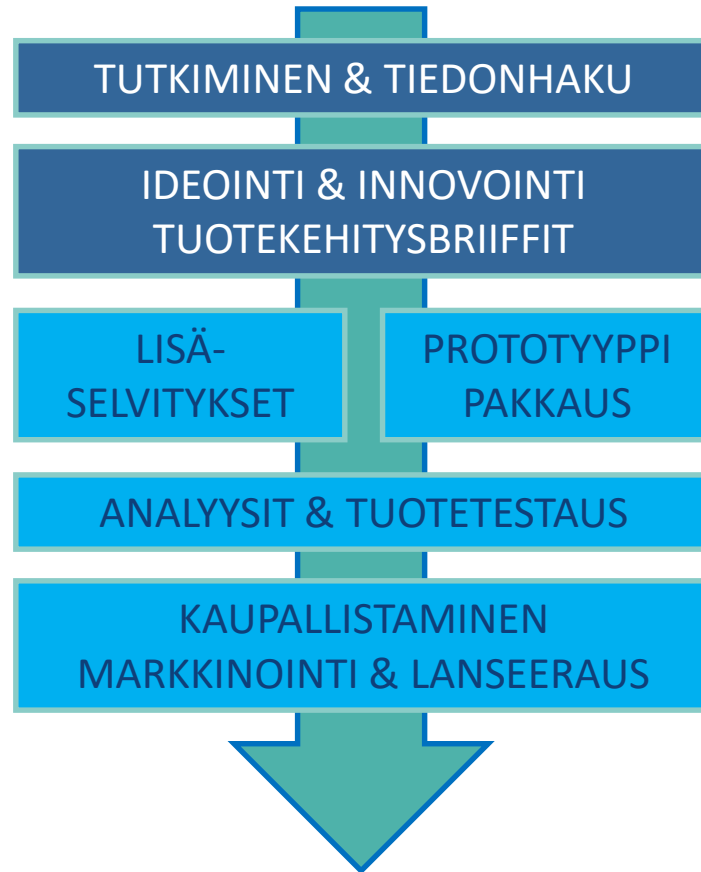 TUTKIMINEN & TIEDONHAKU
IDEOINTI & INNOVOINTI
TUOTEKEHITYSBRIIFFIT
LISÄ-
SELVITYKSET
PROTOTYYPPI
PAKKAUS
ANALYYSIT & TUOTETESTAUS
KAUPALLISTAMINEN
MARKKINOINTI & LANSEERAUS